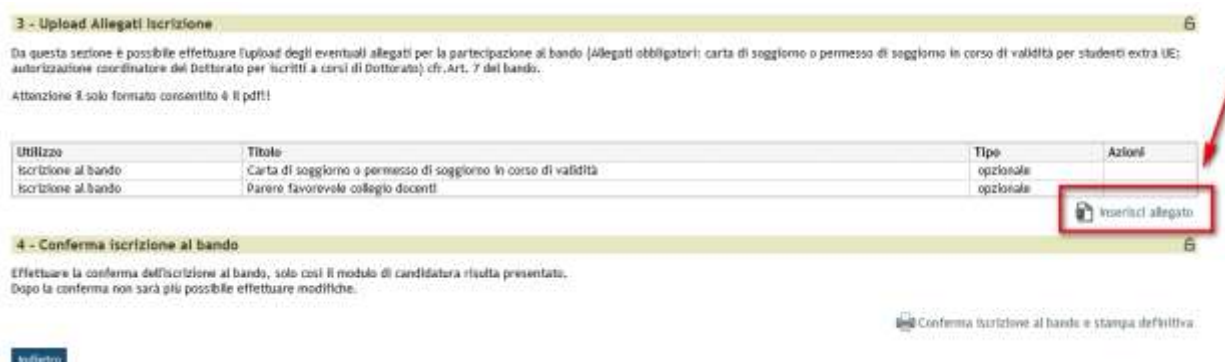 3 - Upload Allegati Iscrizione
Da questa sezione è possibile effettuare l'upload degli eventuali allegati per la partecipazione al bando (Allegati obbligatori: carta di soggiorno o permesso di soggiorno in corso di validità per studenti extra UE;
autorizzazione coordinatore del Dottorato per iscritti a corsi di Dottorato) cfr.Art. 7 del bando.
Attenzione il solo formato consentito è il pdf!!
Utilizzo Titolo Tipo Azioni
Iscrizione al bando Carta di soggiorno o permesso di soggiorno in corso di validità opzionale
Iscrizione al bando Parere favorevole collegio docenti opzionale
Inserisci allegato
4 - Conferma iscrizione al bando
Effettuare la conferma dell'iscrizione al bando, solo così il modulo di candidatura risulta presentato.
Dopo la conferma non sarà più possibile effettuare modifiche.
Conferma iscrizione al bando e stampa definitiva
Indietro